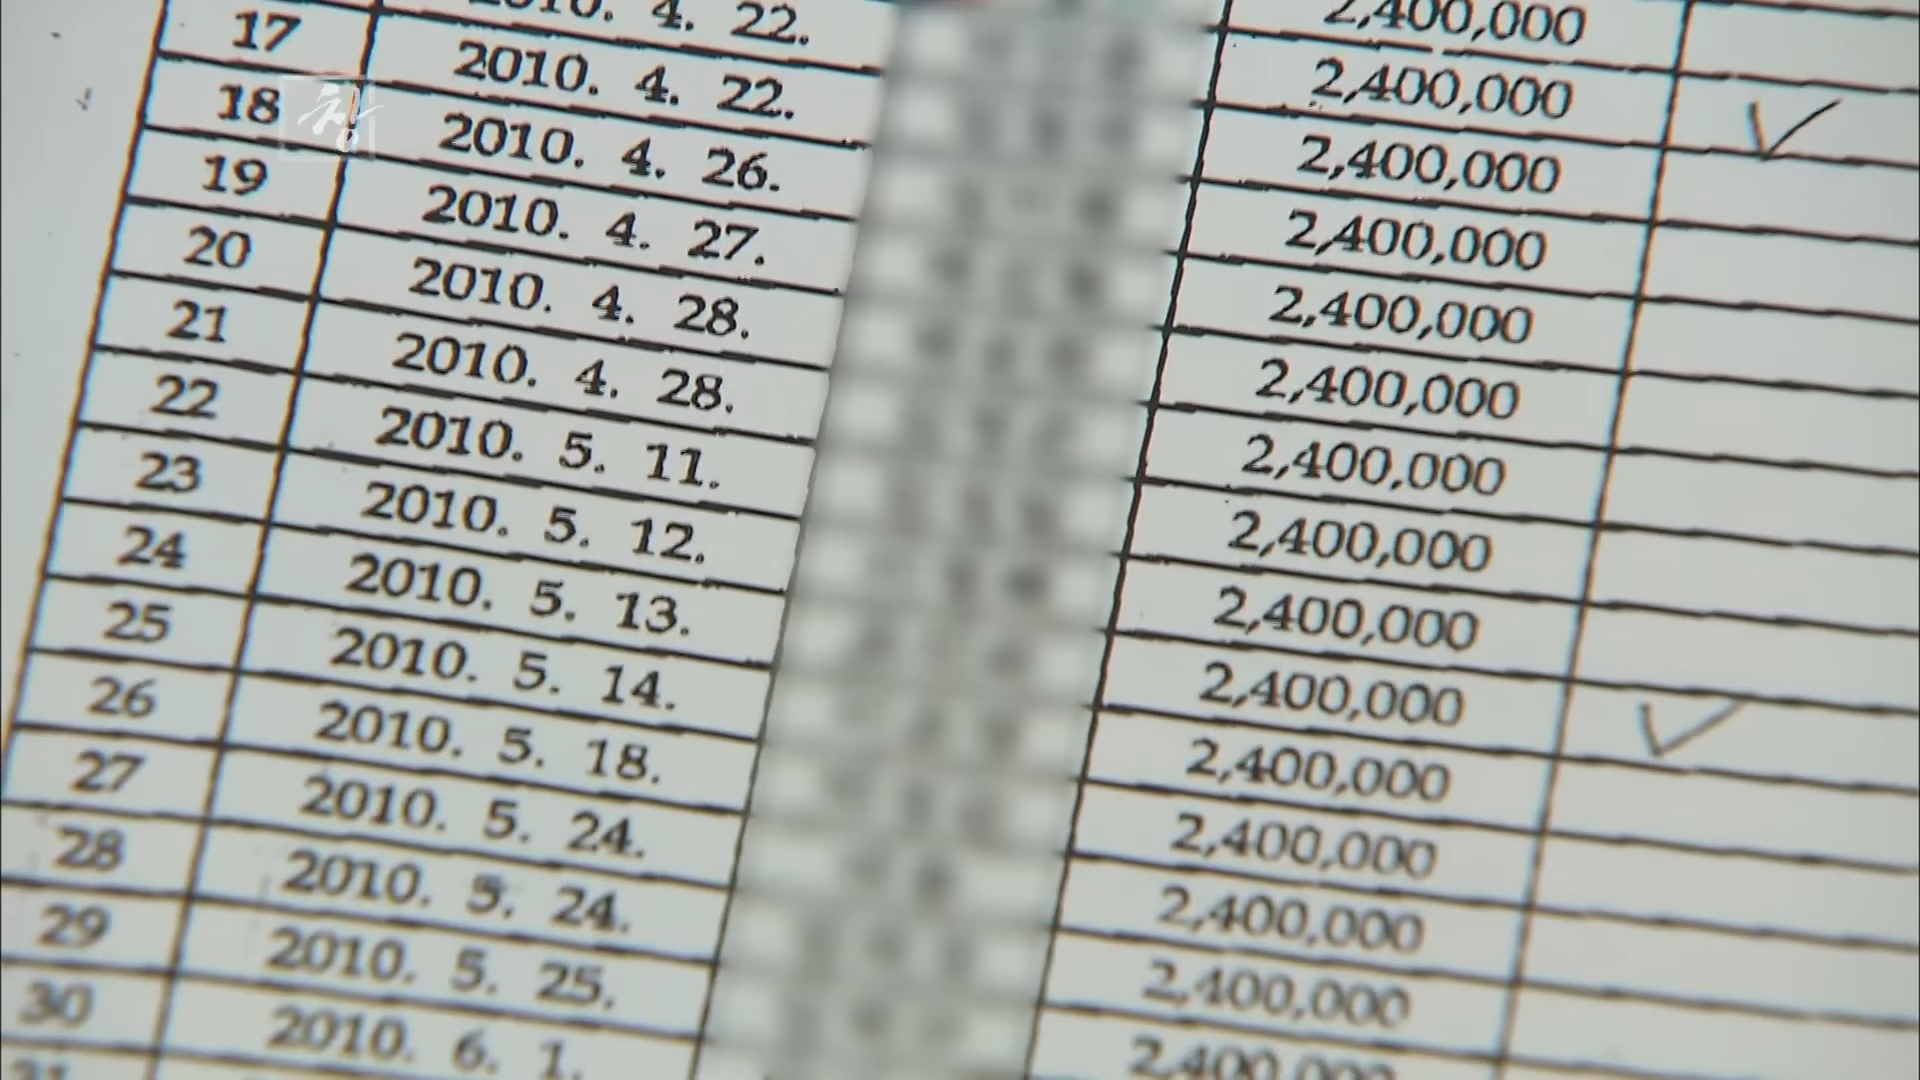 2,400,000
2010. 4. 22. 2,400,000 ✓
17 2010. 4. 22. 2,400,000
18 2010. 4. 26. 2,400,000
19 2010. 4. 27. 2,400,000
20 2010. 4. 28. 2,400,000
21 2010. 4. 28. 2,400,000
22 2010. 5. 11. 2,400,000
23 2010. 5. 12. 2,400,000
24 2010. 5. 13. 2,400,000 ✓
25 2010. 5. 14. 2,400,000
26 2010. 5. 18. 2,400,000
27 2010. 5. 24. 2,400,000
28 2010. 5. 24. 2,400,000
29 2010. 5. 25. 2,400,000
30 2010. 6. 1.
31
창